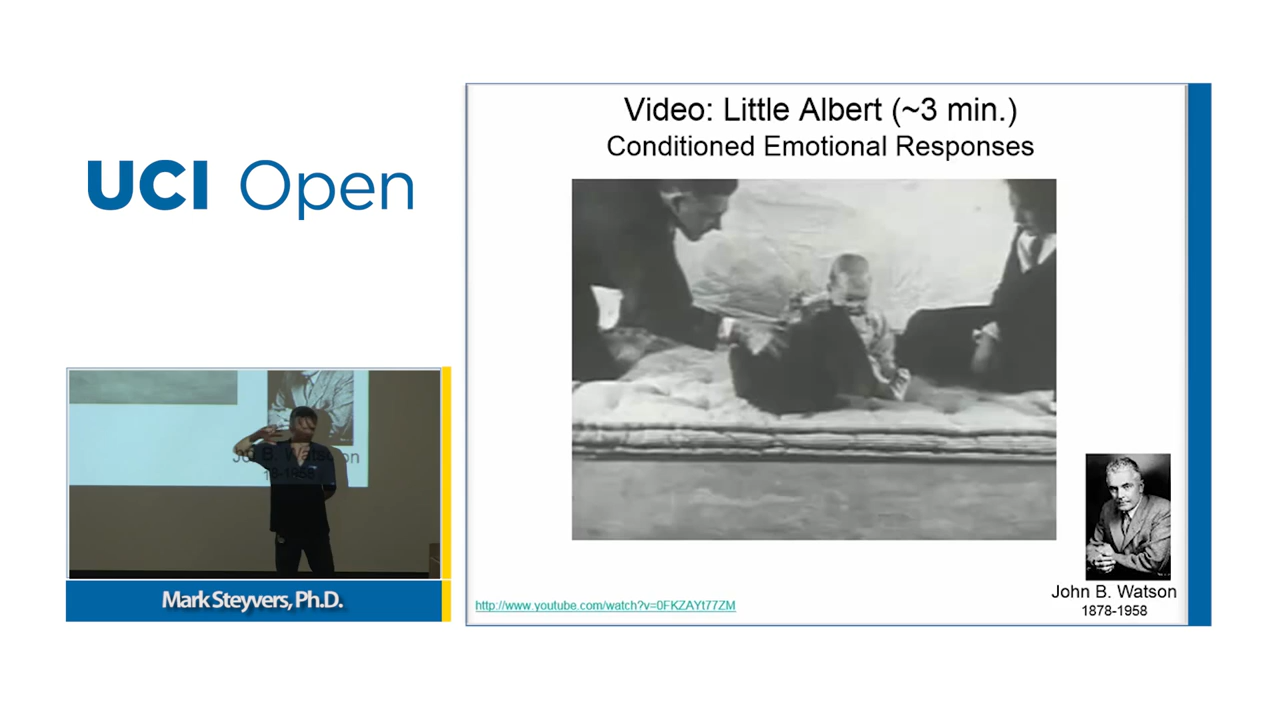 UCI Open
Video: Little Albert (~3 min.)
Conditioned Emotional Responses
John B. Watson
1878-1958
http://www.youtube.com/watch?v=0FKZAYt77ZM
Mark Steyvers, Ph.D.